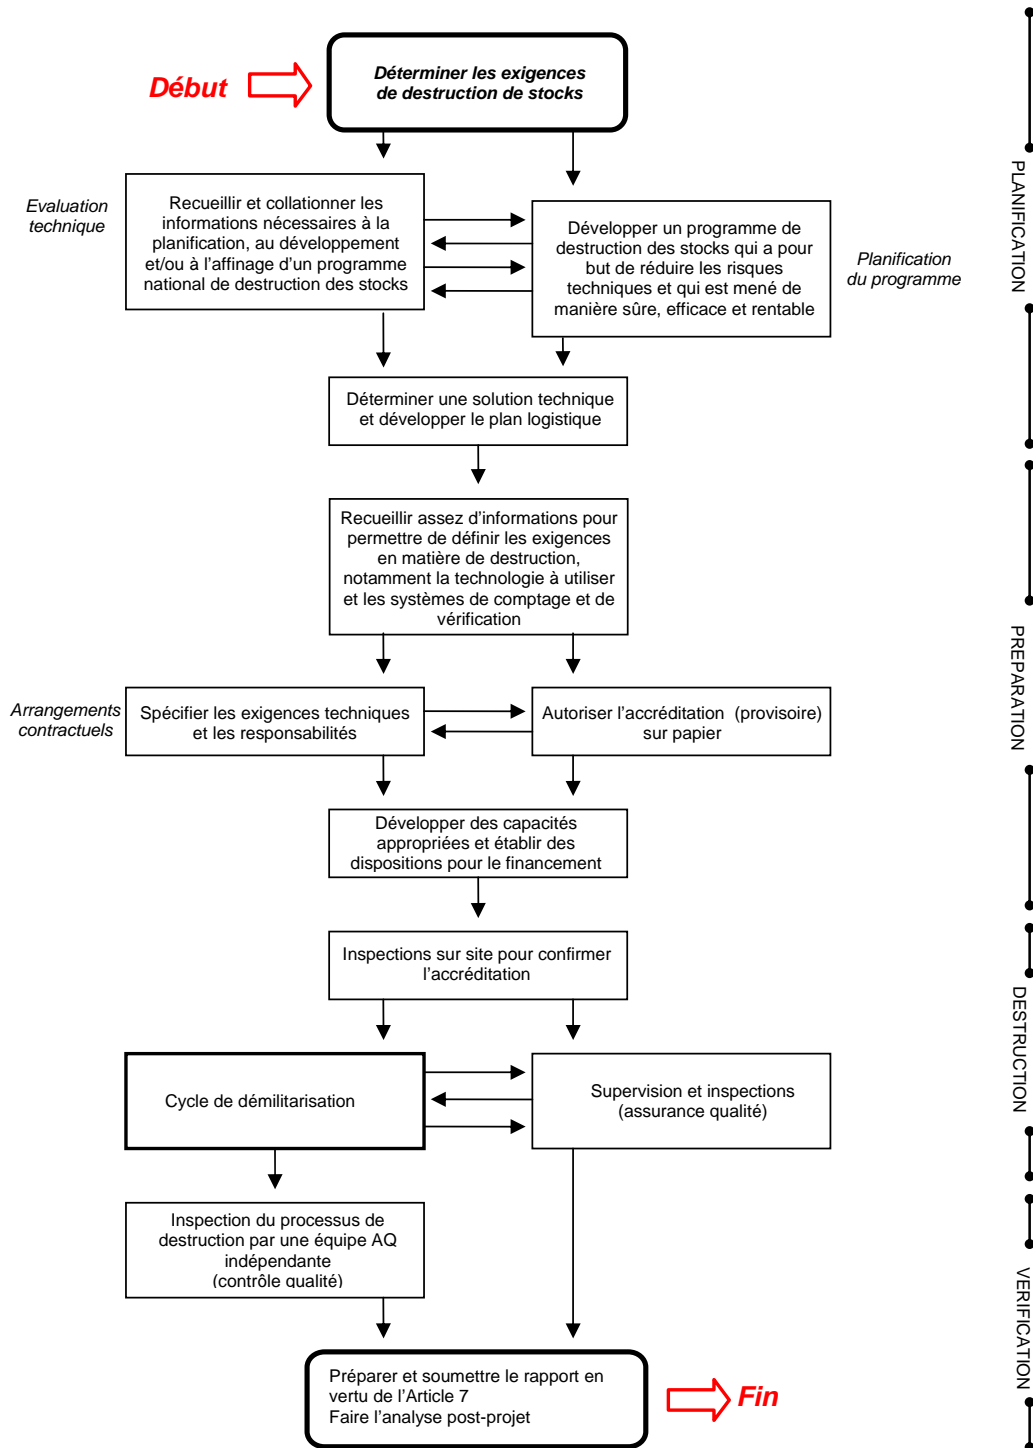 Début
Déterminer les exigences
de destruction de stocks
Evaluation
technique
Recueillir et collationner les
informations nécessaires à la
planification, au développement
et/ou à l’affinage d’un programme
national de destruction des stocks
Développer un programme de
destruction des stocks qui a pour
but de réduire les risques
techniques et qui est mené de
manière sûre, efficace et rentable
Planification
du programme
Déterminer une solution technique
et développer le plan logistique
PLANIFICATION
Recueillir assez d’informations pour
permettre de définir les exigences
en matière de destruction,
notamment la technologie à utiliser
et les systèmes de comptage et de
vérification
Arrangements
contractuels
Spécifier les exigences techniques
et les responsabilités
Autoriser l’accréditation (provisoire)
sur papier
Développer des capacités
appropriées et établir des
dispositions pour le financement
PREPARATION
Inspections sur site pour confirmer
l’accréditation
Cycle de démilitarisation
Supervision et inspections
(assurance qualité)
DESTRUCTION
Inspection du processus de
destruction par une équipe AQ
indépendante
(contrôle qualité)
Préparer et soumettre le rapport en
vertu de l’Article 7
Faire l’analyse post-projet
Fin
VERIFICATION